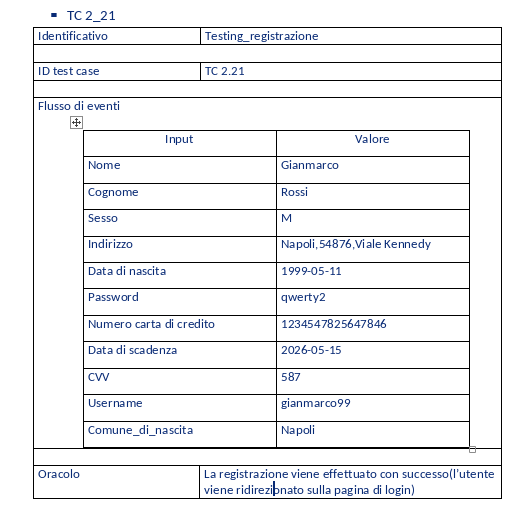 ▪ TC 2_21
Identificativo Testing_registrazione
ID test case TC 2.21
Flusso di eventi
Input Valore
Nome Gianmarco
Cognome Rossi
Sesso M
Indirizzo Napoli,54876,Viale Kennedy
Data di nascita 1999-05-11
Password qwerty2
Numero carta di credito 1234547825647846
Data di scadenza 2026-05-15
CVV 587
Username gianmarco99
Comune_di_nascita Napoli
Oracolo La registrazione viene effettuato con successo(l'utente
viene ridirezionato sulla pagina di login)